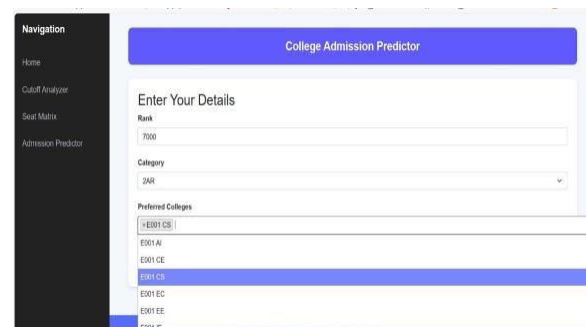 Navigation
College Admission Predictor
Home
Cutoff Analyzer
Seat Matrix
Admission Predictor
Enter Your Details
Rank
7000
Category
2AR
Preferred Colleges
×E001 CS
E001 AI
E001 CE
E001 CS
E001 EC
E001 EE